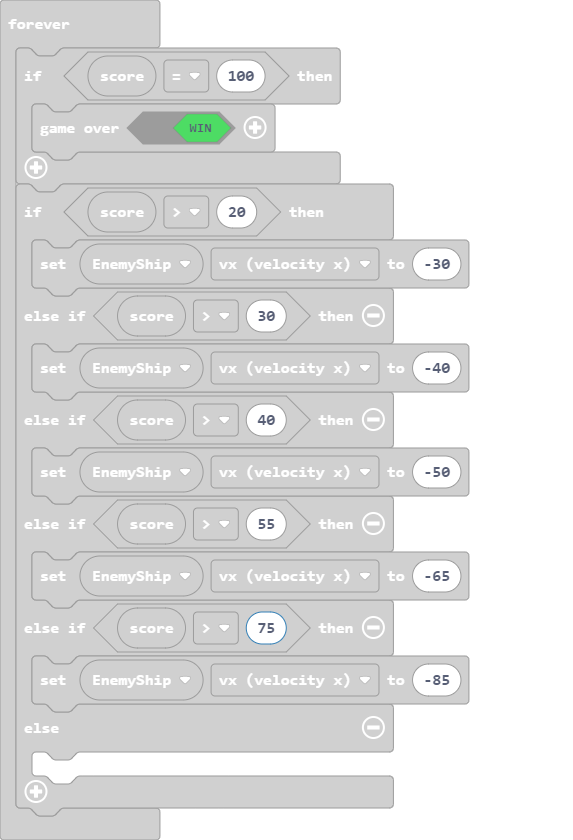 forever
if score = 100 then
game over WIN
if score > 20 then
set EnemyShip vx (velocity x) to -30
else if score > 30 then
set EnemyShip vx (velocity x) to -40
else if score > 40 then
set EnemyShip vx (velocity x) to -50
else if score > 55 then
set EnemyShip vx (velocity x) to -65
else if score > 75 then
set EnemyShip vx (velocity x) to -85
else